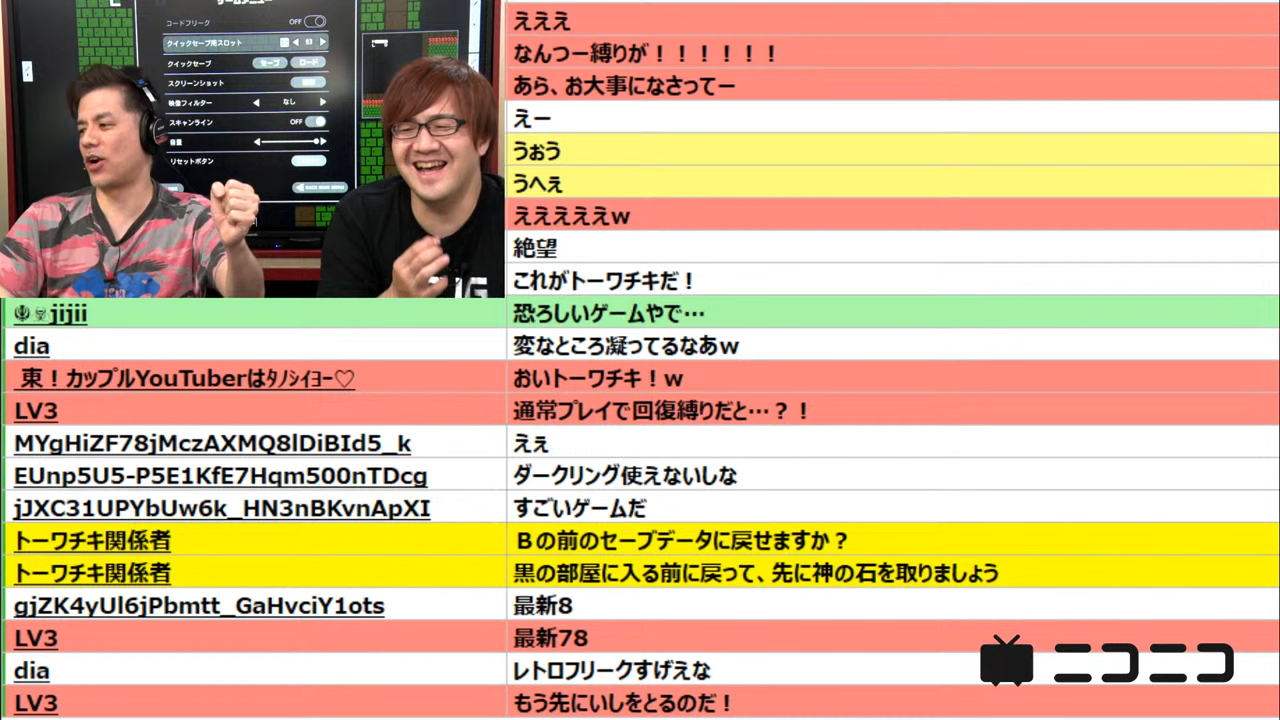 ゲームメニュー
コードフリーク OFF
クイックセーブ用スロット 83
クイックセーブ セーブ ロード
スクリーンショット
映像フィルター なし
スキャンライン OFF
音量
リセットボタン
BACK MAIN MENU
えええ
なんつー縛りが！！！！！！
あら、お大事になさってー
えー
うぉう
うへぇ
えええええw
絶望
これがトーワチキだ！
jijii 恐ろしいゲームやで…
dia 変なところ凝ってるなあw
東！カップルYouTuberはﾀﾉｼｲﾖｰ♡ おいトーワチキ！w
LV3 通常プレイで回復縛りだと…？！
MYgHiZF78jMczAXMQ8lDiBId5_k えぇ
EUnp5U5-P5E1KfE7Hqm500nTDcg ダークリング使えないしな
jJXC31UPYbUw6k_HN3nBKvnApXI すごいゲームだ
トーワチキ関係者 Ｂの前のセーブデータに戻せますか？
トーワチキ関係者 黒の部屋に入る前に戻って、先に神の石を取りましょう
gjZK4yUl6jPbmtt_GaHvciY1ots 最新8
LV3 最新78
dia レトロフリークすげえな
LV3 もう先にいしをとるのだ！
ニコニコ